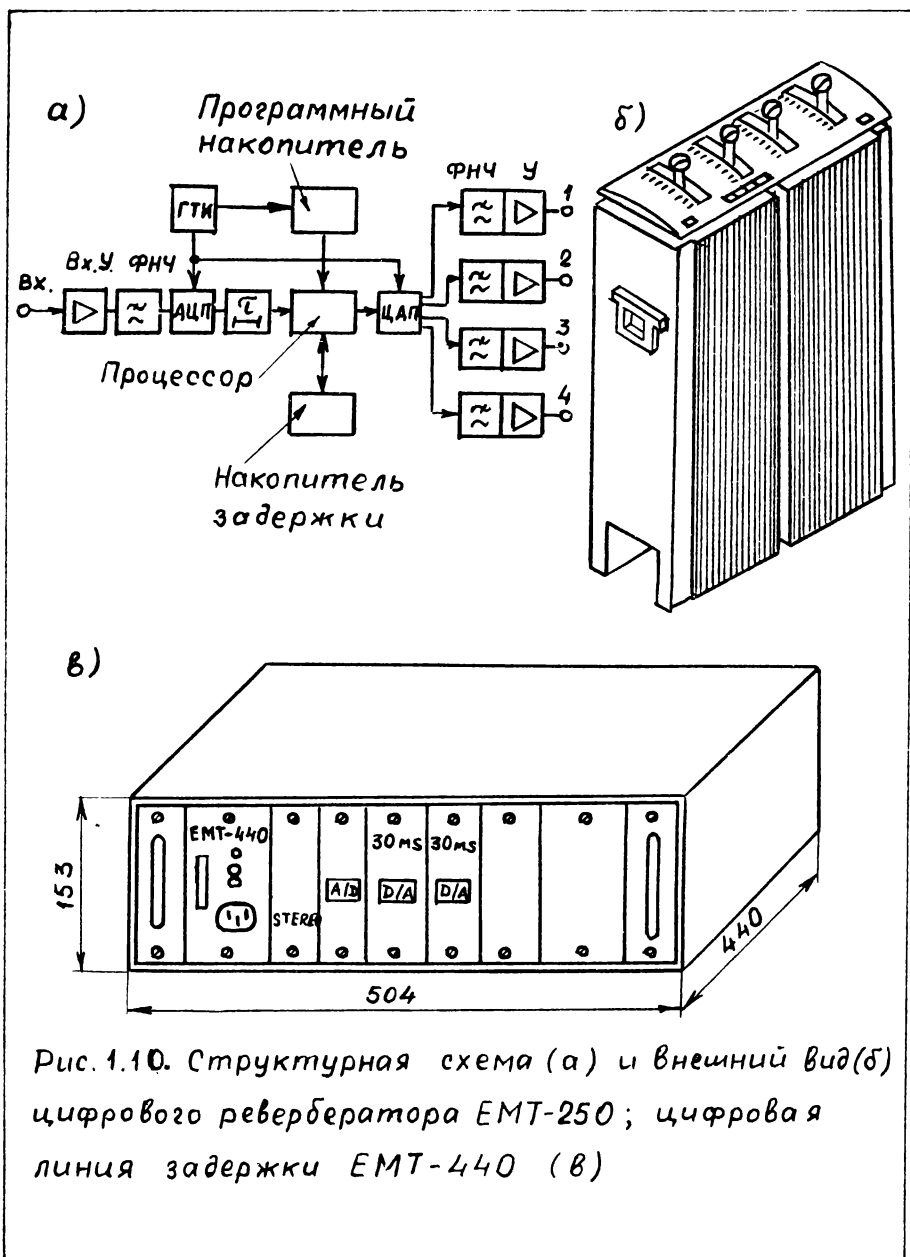 а)
Программный
накопитель
б)
ФНЧ У
1
ГТИ
2
Вх. У. ФНЧ
Вх.
АЦП
τ
ЦАП
3
Процессор
4
Накопитель
задержки
в)
EMT-440
30ms 30ms
A/D D/A D/A
STEREO
153
440
504
Рис. 1.10. Структурная схема (а) и внешний вид (б)
цифрового ревербератора EMT-250; цифровая
линия задержки EMT-440 (в)